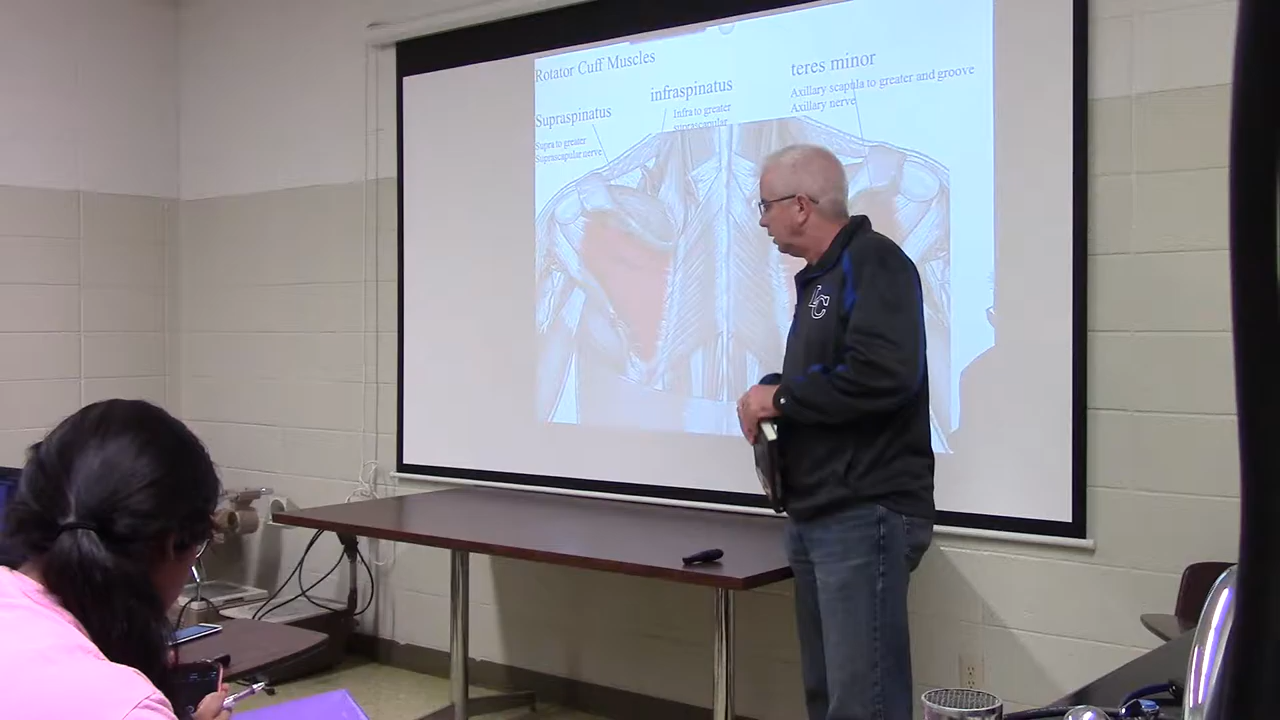 Rotator Cuff Muscles
teres minor
infraspinatus
Axillary scapula to greater and groove
Axillary nerve
Supraspinatus
Infra to greater
suprascapular
Supra to greater
Suprascapular nerve
LC